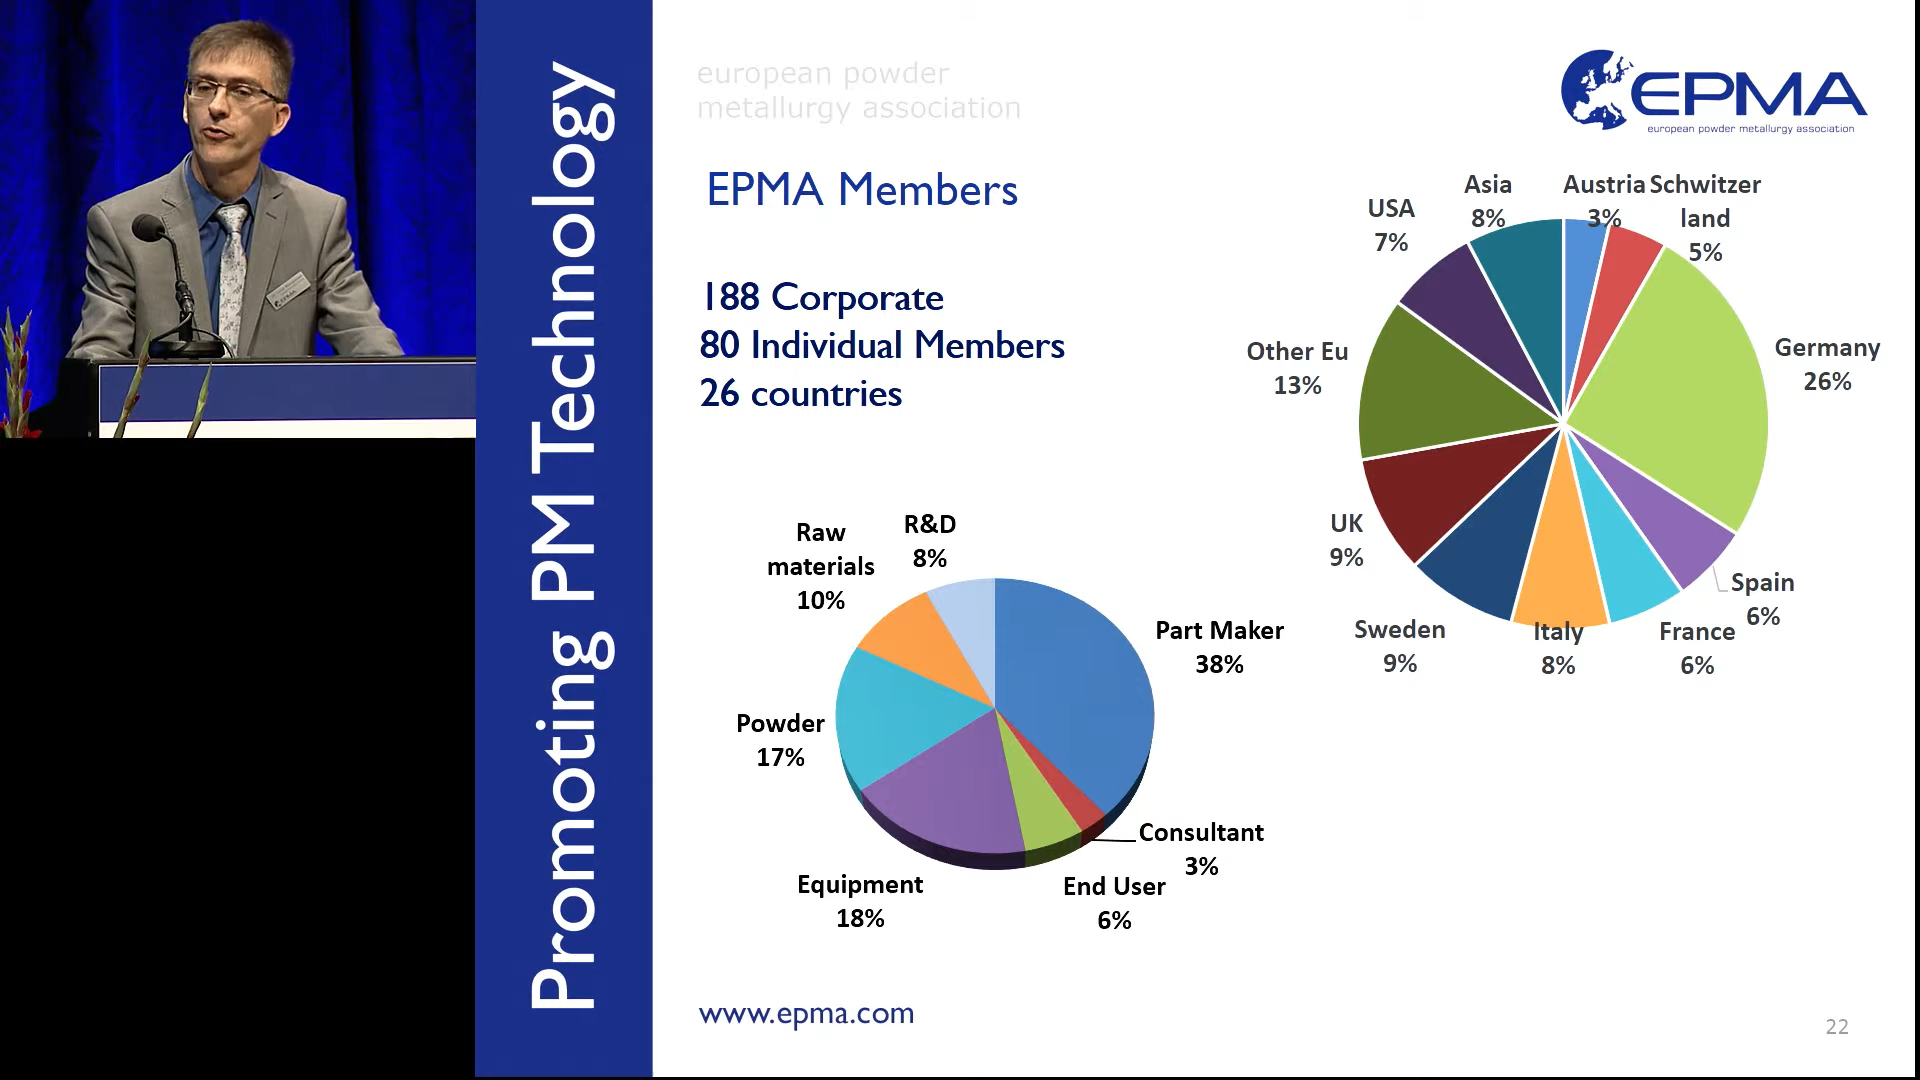 Promoting PM Technology
european powder
metallurgy association
EPMA
european powder metallurgy association
EPMA Members
188 Corporate
80 Individual Members
26 countries
Austria
3%
Schwitzer
land
5%
Germany
26%
Spain
6%
France
6%
Italy
8%
Sweden
9%
UK
9%
Other Eu
13%
USA
7%
Asia
8%
Part Maker
38%
Consultant
3%
End User
6%
Equipment
18%
Powder
17%
Raw
materials
10%
R&D
8%
www.epma.com
22